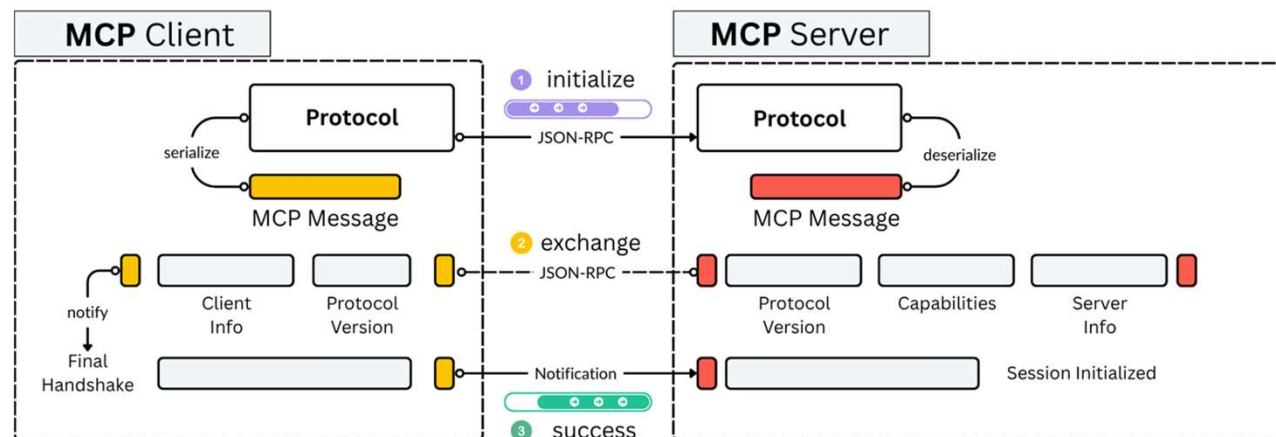 MCP Client
MCP Server
1 initialize
Protocol
Protocol
JSON-RPC
serialize
deserialize
MCP Message
MCP Message
2 exchange
JSON-RPC
Client
Info
Protocol
Version
Protocol
Version
Capabilities
Server
Info
notify
Final
Handshake
Notification
Session Initialized
3 success